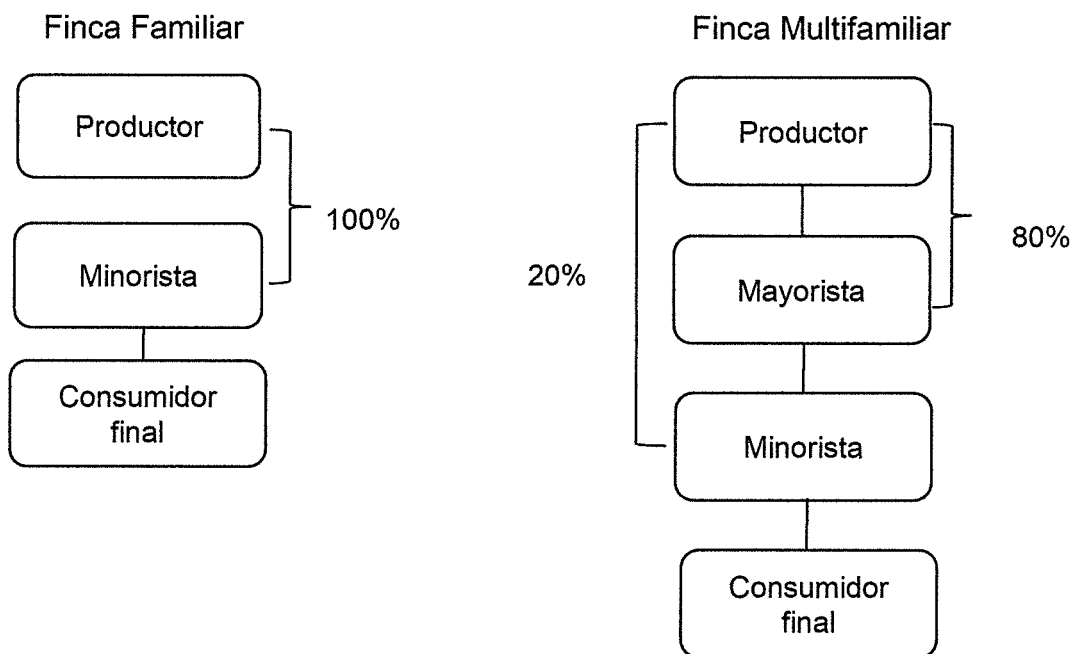 Finca Familiar
Productor
100%
Minorista
Consumidor
final
Finca Multifamiliar
Productor
80%
20%
Mayorista
Minorista
Consumidor
final